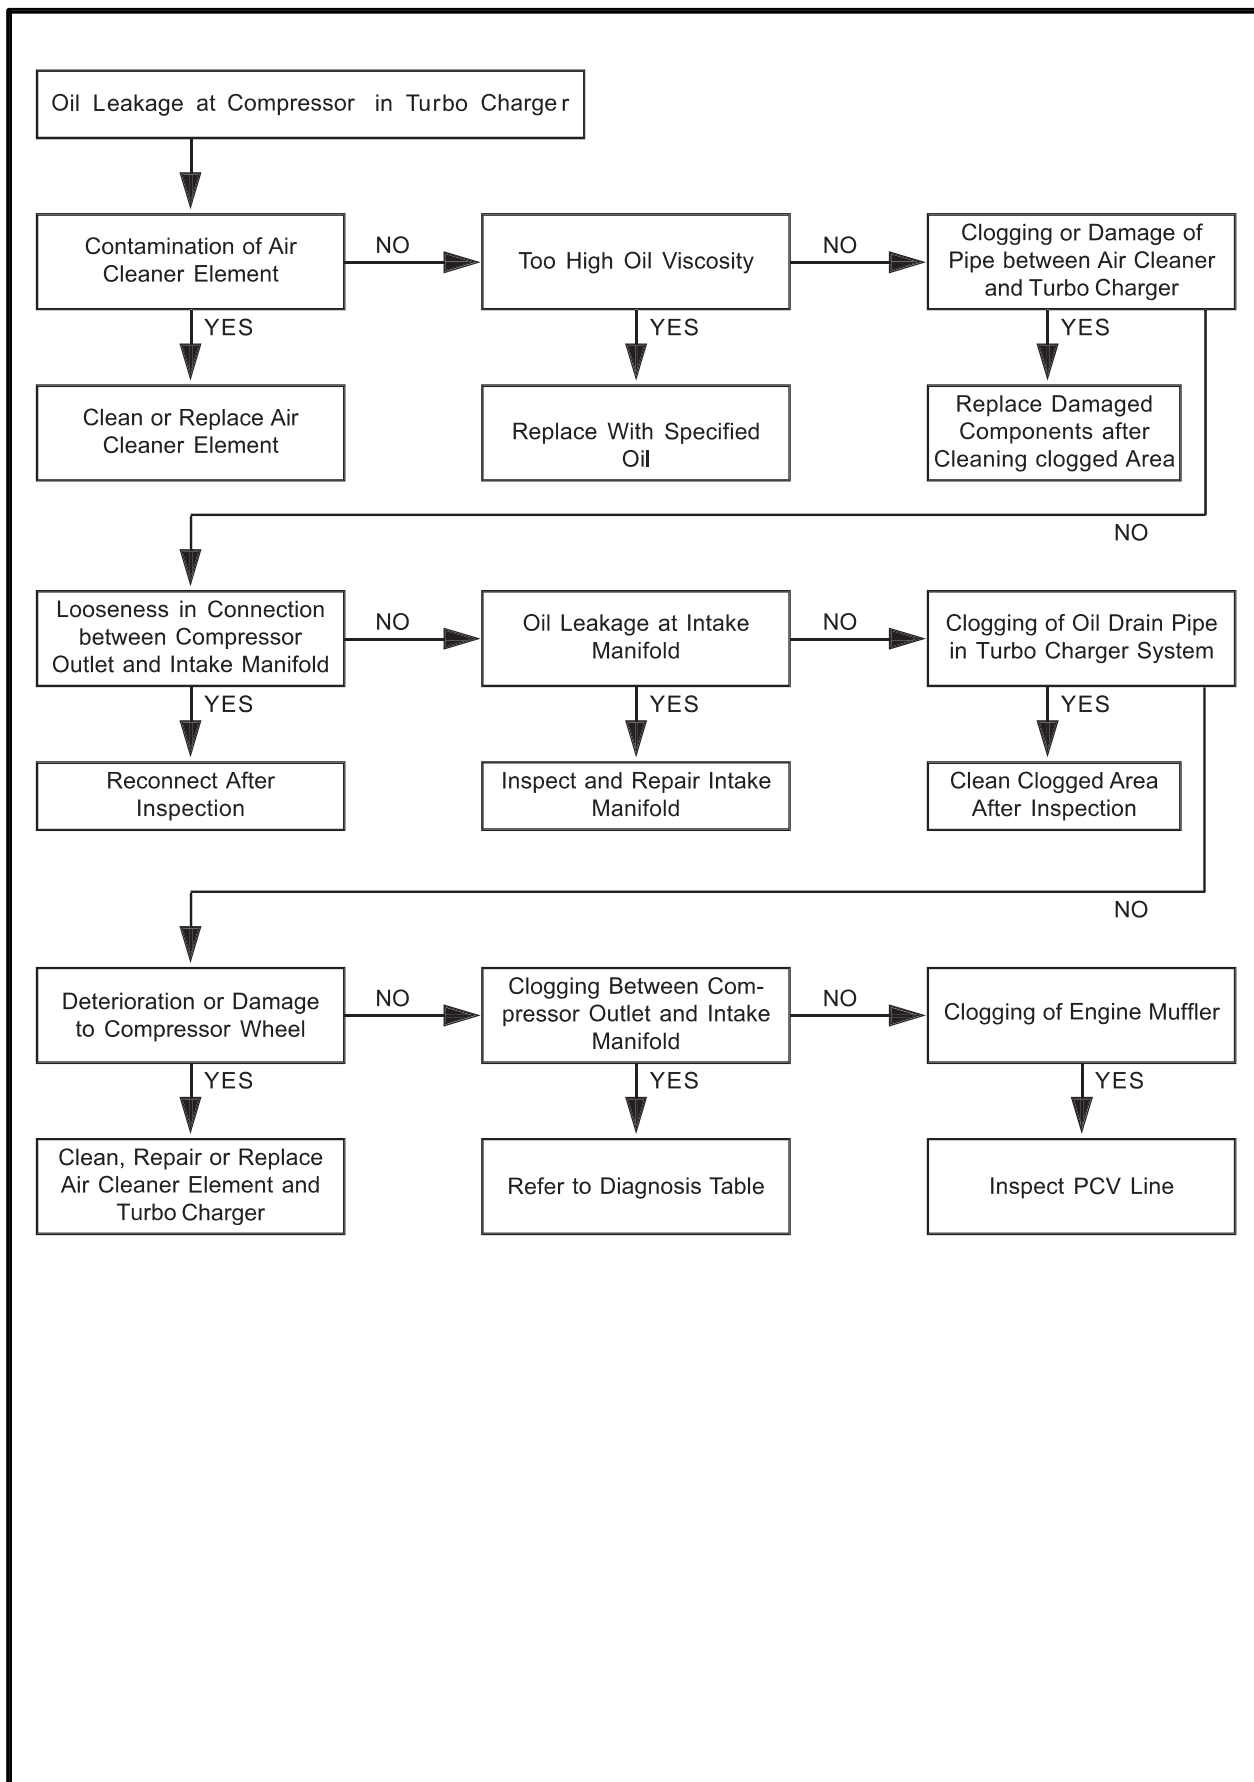 Oil Leakage at Compressor in Turbo Charger
Contamination of Air
Cleaner Element
NO
Too High Oil Viscosity
NO
Clogging or Damage of
Pipe between Air Cleaner
and Turbo Charger
YES
YES
YES
Clean or Replace Air
Cleaner Element
Replace With Specified
Oil
Replace Damaged
Components after
Cleaning clogged Area
NO
Looseness in Connection
between Compressor
Outlet and Intake Manifold
NO
Oil Leakage at Intake
Manifold
NO
Clogging of Oil Drain Pipe
in Turbo Charger System
YES
YES
YES
Reconnect After
Inspection
Inspect and Repair Intake
Manifold
Clean Clogged Area
After Inspection
NO
Deterioration or Damage
to Compressor Wheel
NO
Clogging Between Com-
pressor Outlet and Intake
Manifold
NO
Clogging of Engine Muffler
YES
YES
YES
Clean, Repair or Replace
Air Cleaner Element and
Turbo Charger
Refer to Diagnosis Table
Inspect PCV Line